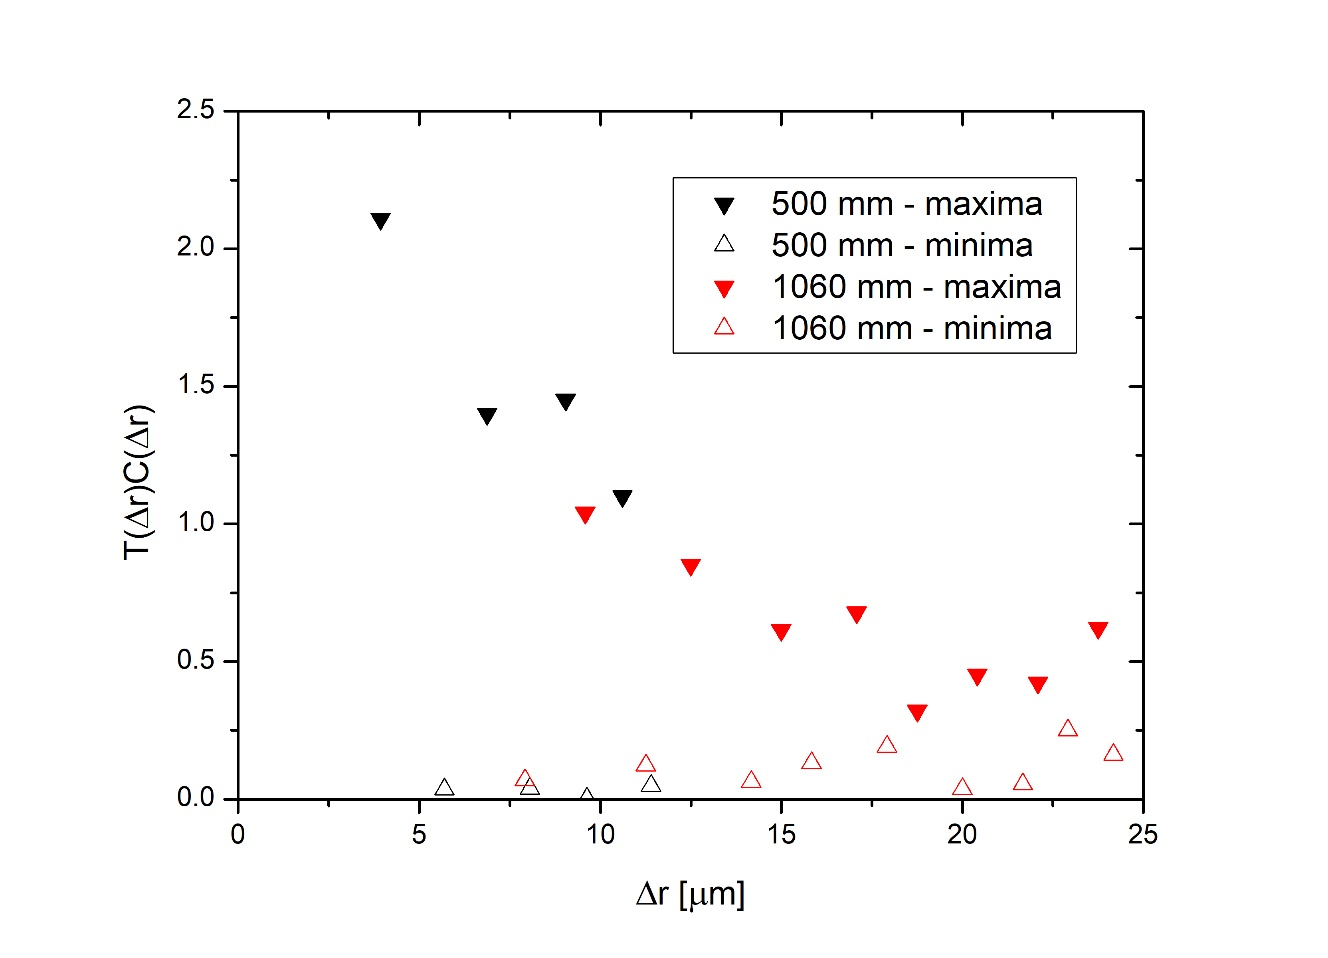 2.5
2.0
1.5
1.0
0.5
0.0
T(Δr)C(Δr)
500 mm - maxima
500 mm - minima
1060 mm - maxima
1060 mm - minima
0 5 10 15 20 25
Δr [μm]